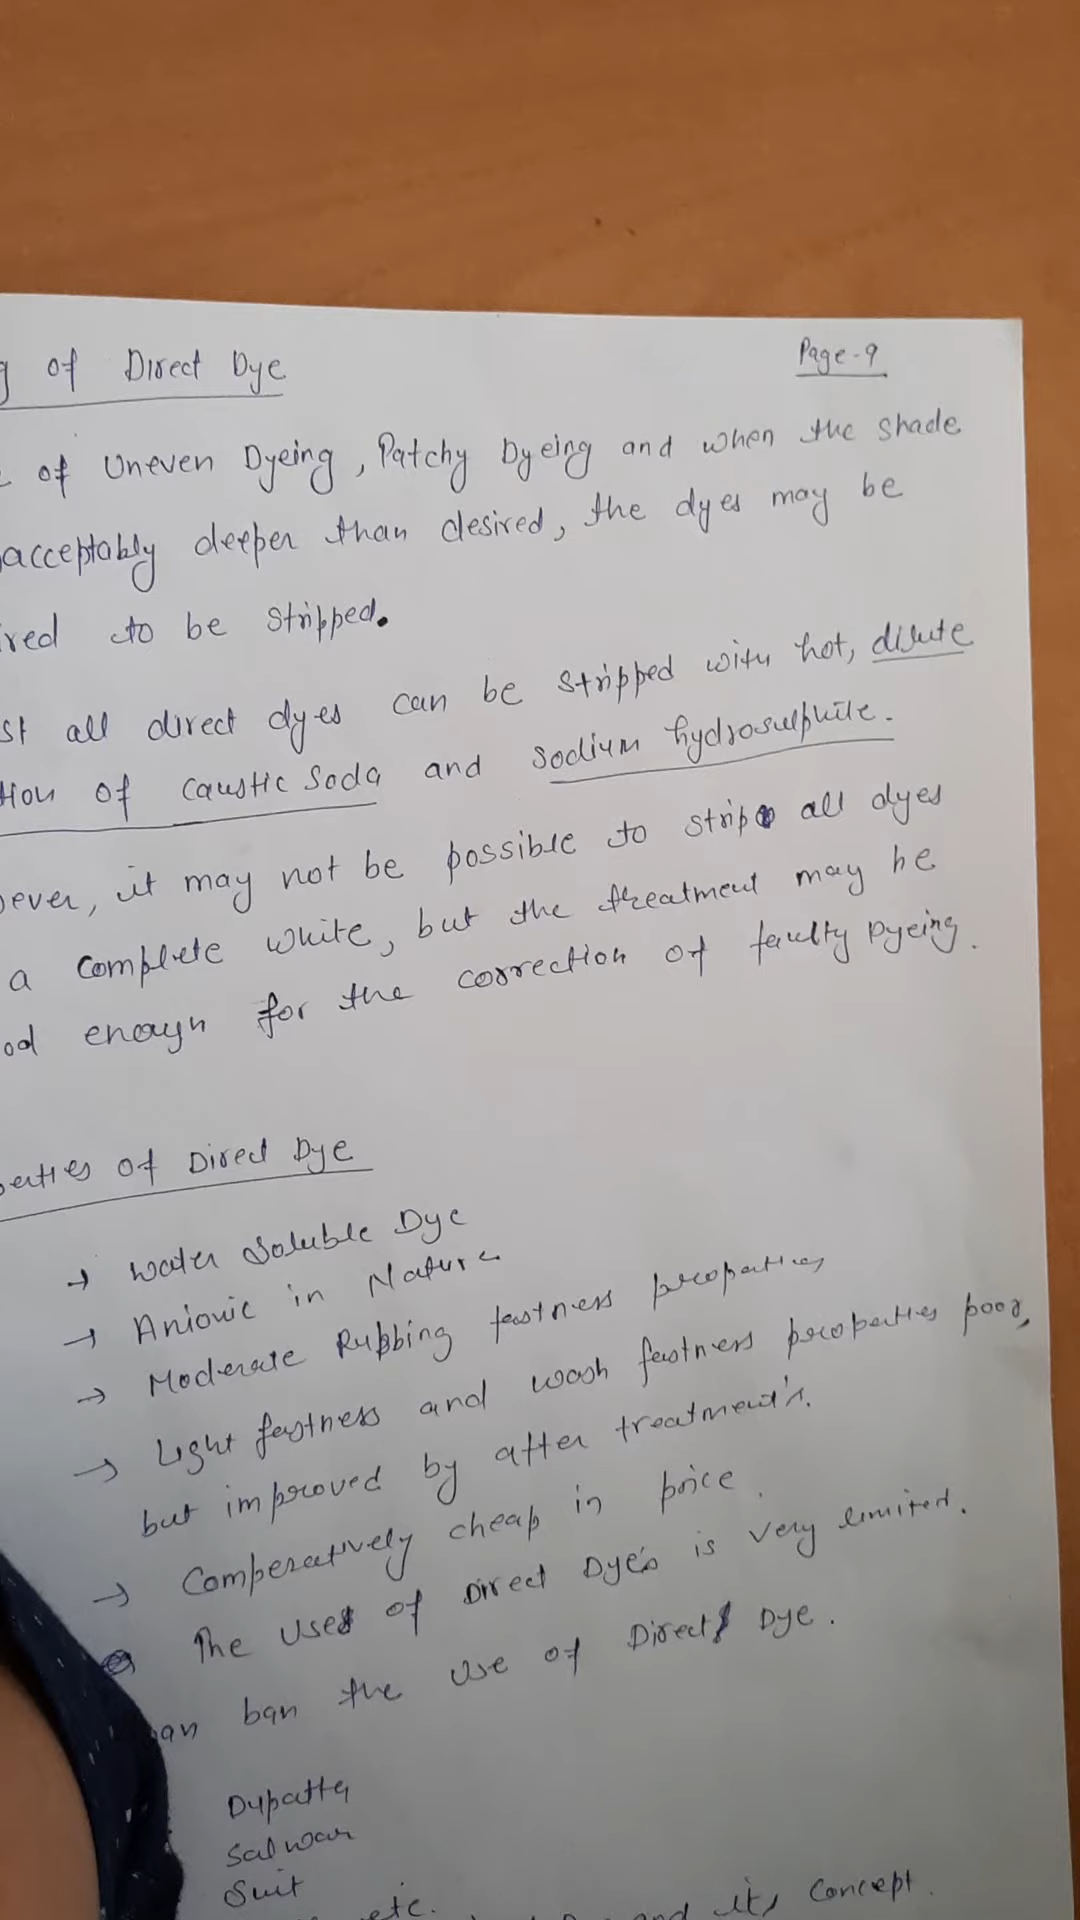 g of Direct Dye
Page-9
of Uneven Dyeing, Patchy Dyeing and when the shade
acceptably deeper than desired, the dyes may be
ired to be stripped.
st all direct dyes can be stripped with hot, dilute
tion of caustic Soda and sodium hydrosulphite.
ever, it may not be possible to strip all dyes
a complete white, but the treatment may be
od enough for the correction of faulty Dyeing.
perties of Direct Dye
→ Water Soluble Dye
→ Anionic in Nature
→ Moderate Rubbing fastness properties
→ Light fastness and wash fastness properties poor,
but improved by after treatment's.
→ Comperatively cheap in price.
The Uses of Direct Dye's is very limited.
an ban the use of Direct Dye.
Dupatta
Salwar
Suit
etc.
and its Concept.